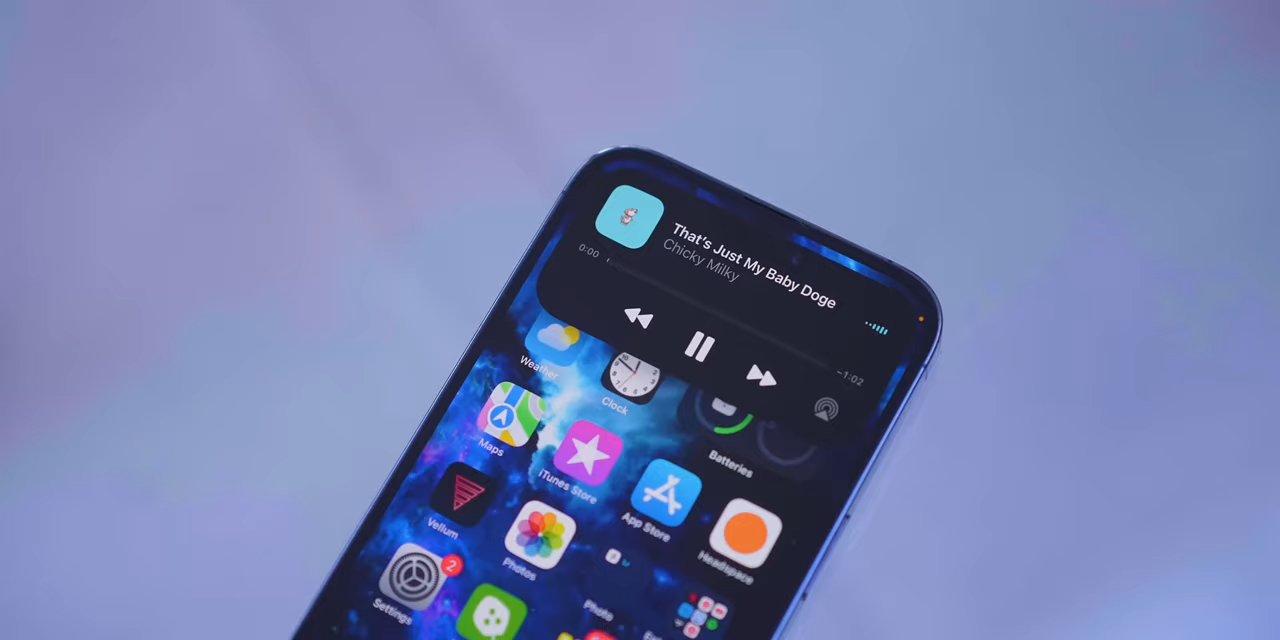 That's Just My Baby Doge
Chicky Milky
0:00
-1:02
Weather
Clock
Maps
iTunes Store
Batteries
Vellum
Photos
App Store
Headspace
2
Settings
Photo